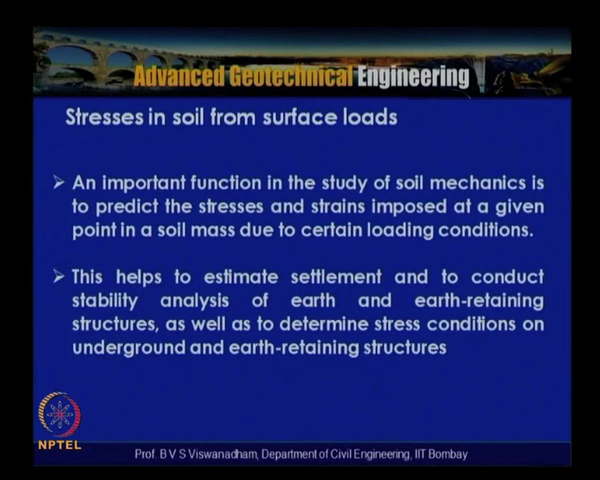 Advanced Geotechnical Engineering
Stresses in soil from surface loads
➢ An important function in the study of soil mechanics is
to predict the stresses and strains imposed at a given
point in a soil mass due to certain loading conditions.
➢ This helps to estimate settlement and to conduct
stability analysis of earth and earth-retaining
structures, as well as to determine stress conditions on
underground and earth-retaining structures
NPTEL
Prof. B V S Viswanadham, Department of Civil Engineering, IIT Bombay